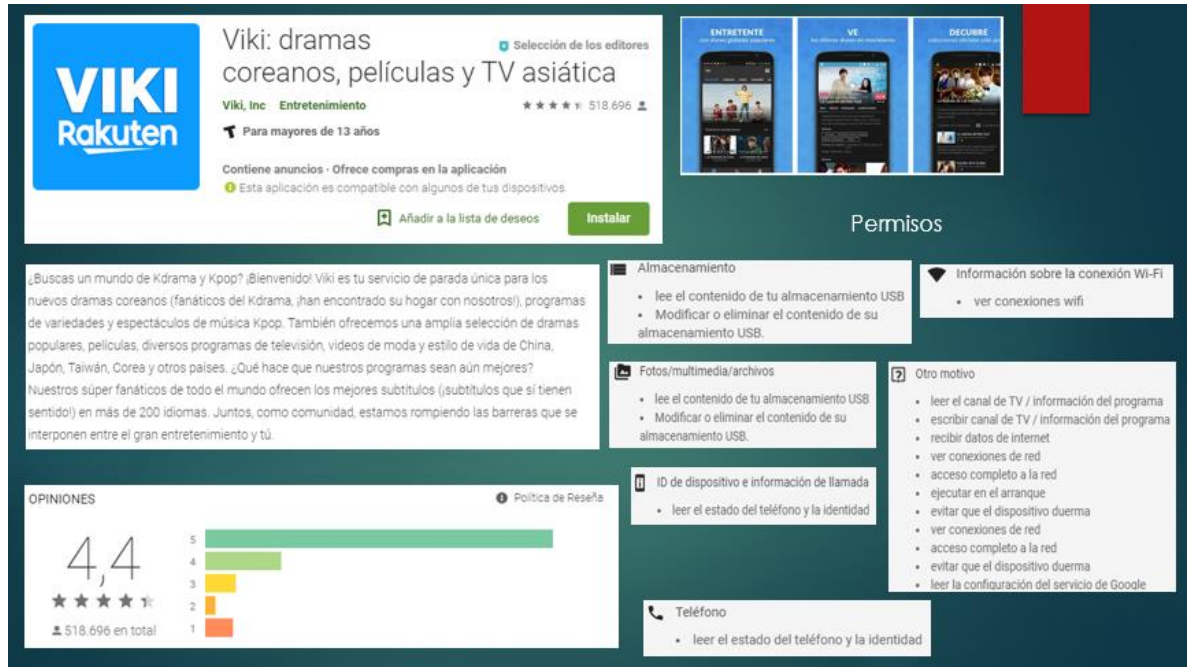 VIKI
Rakuten
Viki: dramas
coreanos, películas y TV asiática
Selección de los editores
Viki, Inc Entretenimiento
518.696
Para mayores de 13 años
Contiene anuncios · Ofrece compras en la aplicación
Esta aplicación es compatible con algunos de tus dispositivos.
Añadir a la lista de deseos
Instalar
ENTRETENTE
VE
DECUBRE
Permisos
¿Buscas un mundo de Kdrama y Kpop? ¡Bienvenido! Viki es tu servicio de parada única para los
nuevos dramas coreanos (fanáticos del Kdrama, ¡han encontrado su hogar con nosotros!), programas
de variedades y espectáculos de música Kpop. También ofrecemos una amplia selección de dramas
populares, películas, diversos programas de televisión, videos de moda y estilo de vida de China,
Japón, Taiwán, Corea y otros países. ¿Qué hace que nuestros programas sean aún mejores?
Nuestros súper fanáticos de todo el mundo ofrecen los mejores subtítulos (¡subtítulos que sí tienen
sentido!) en más de 200 idiomas. Juntos, como comunidad, estamos rompiendo las barreras que se
interponen entre el gran entretenimiento y tú.
Almacenamiento
• lee el contenido de tu almacenamiento USB
• Modificar o eliminar el contenido de su
almacenamiento USB.
Información sobre la conexión Wi-Fi
• ver conexiones wifi
Fotos/multimedia/archivos
• lee el contenido de tu almacenamiento USB
• Modificar o eliminar el contenido de su
almacenamiento USB.
Otro motivo
• leer el canal de TV / información del programa
• escribir canal de TV / información del programa
• recibir datos de internet
• ver conexiones de red
• acceso completo a la red
• ejecutar en el arranque
• evitar que el dispositivo duerma
• ver conexiones de red
• acceso completo a la red
• evitar que el dispositivo duerma
• leer la configuración del servicio de Google
ID de dispositivo e información de llamada
• leer el estado del teléfono y la identidad
Teléfono
• leer el estado del teléfono y la identidad
OPINIONES
Política de Reseña
4,4
518.696 en total
5
4
3
2
1